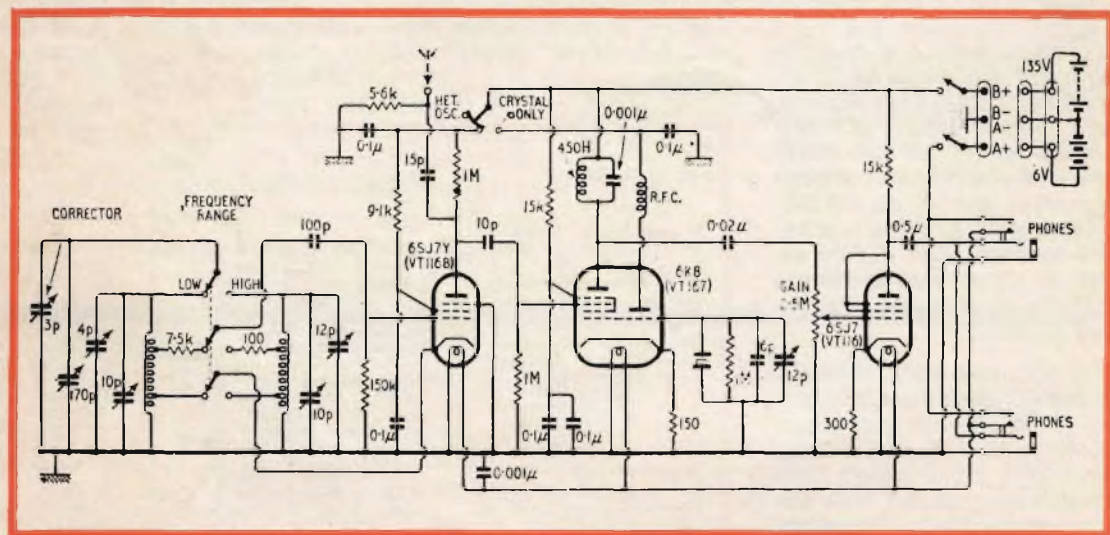 135V
5·6k
HET.
OSC.
CRYSTAL
ONLY
0·001μ
B+
B-
A-
A+
6V
0·1μ
15p
450H
0·1μ
1M
15k
R.F.C.
15k
CORRECTOR
FREQUENCY
RANGE
9·1k
100p
10p
0·02μ
0·5μ
PHONES
6SJ7Y
(VT116B)
6K8
(VT167)
GAIN
6SJ7
(VT116)
LOW
HIGH
3p
4p
7·5k
100
12p
170p
10p
10p
150k
1M
1M
6p
12p
0·1μ
0·1μ
0·1μ
150
300
PHONES
0·001μ